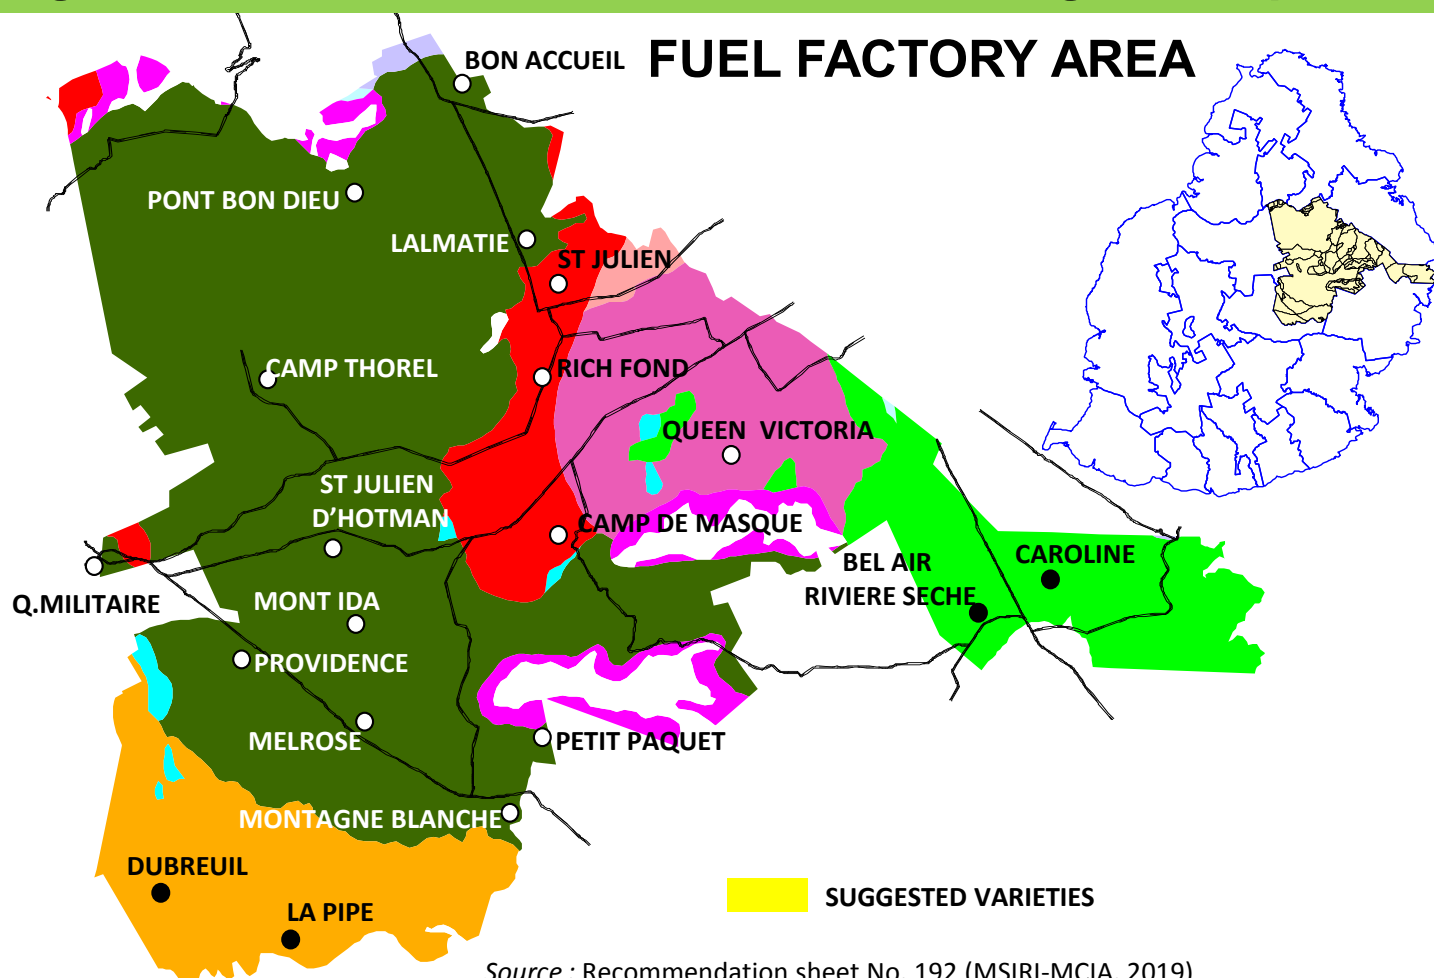 FUEL FACTORY AREA
BON ACCUEIL
PONT BON DIEU
LALMATIE
ST JULIEN
CAMP THOREL
RICH FOND
QUEEN VICTORIA
ST JULIEN
D’HOTMAN
CAMP DE MASQUE
BEL AIR
RIVIERE SECHE
CAROLINE
Q.MILITAIRE
MONT IDA
PROVIDENCE
MELROSE
PETIT PAQUET
MONTAGNE BLANCHE
DUBREUIL
LA PIPE
SUGGESTED VARIETIES
Source : Recommendation sheet No. 192 (MSIRI-MCIA, 2019)